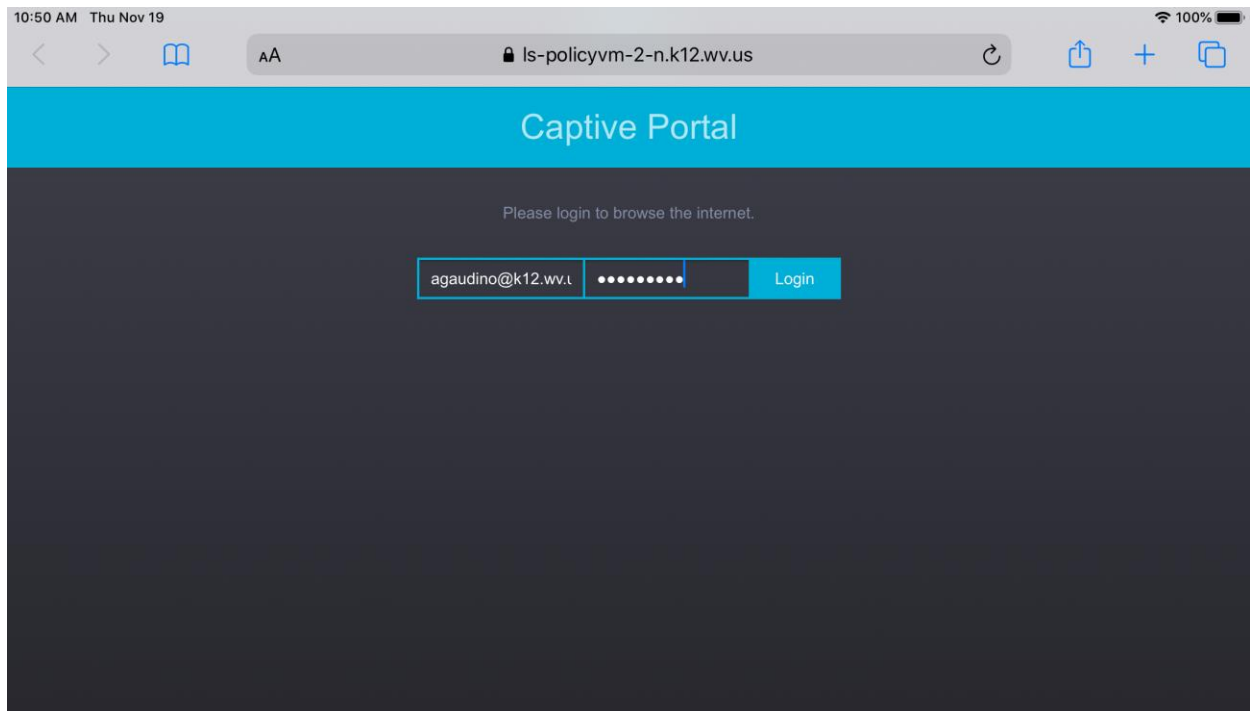 10:50 AM Thu Nov 19 100%
AA ls-policyvm-2-n.k12.wv.us
Captive Portal
Please login to browse the internet.
agaudino@k12.wv.u ••••••••• Login